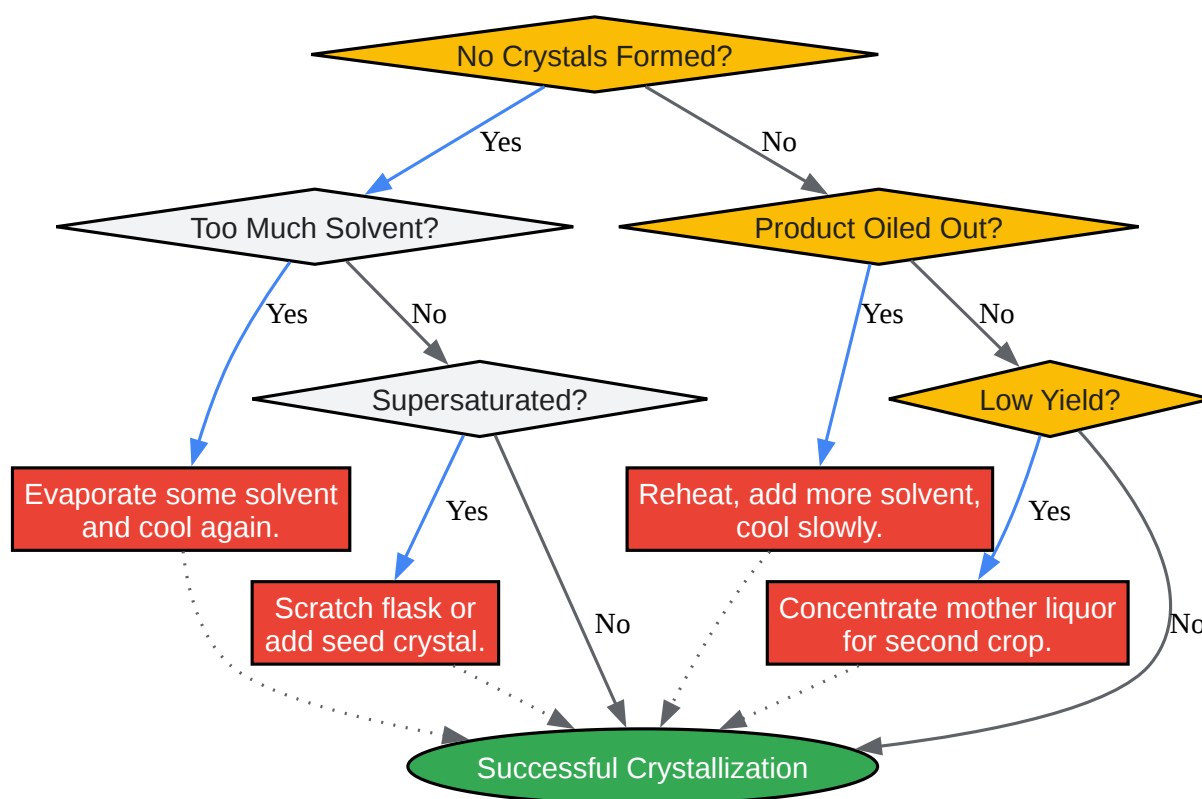 No Crystals Formed?
Yes
No
Too Much Solvent?
Product Oiled Out?
Yes
No
Yes
No
Supersaturated?
Low Yield?
Evaporate some solvent
and cool again.
Reheat, add more solvent,
cool slowly.
Yes
Yes
Scratch flask or
add seed crystal.
No
Concentrate mother liquor
for second crop.
No
Successful Crystallization